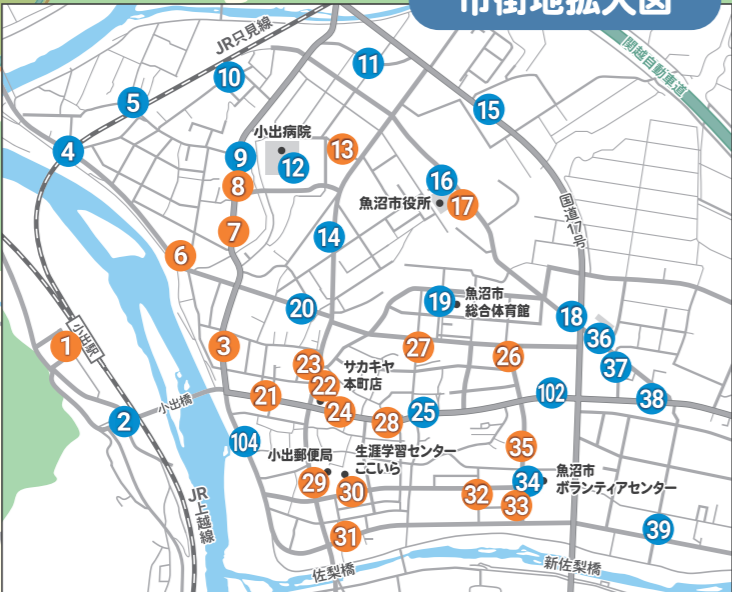 市街地拡大図
JR只見線
関越自動車道
11
10
5
15
小出病院
13
4
9
12
8
16
魚沼市役所
17
国道17号
7
14
6
19
魚沼市
総合体育館
20
18
小出駅
1
3
27
26
36
23
サカキヤ
本町店
37
22
21
24
102
38
小出橋
2
28
25
104
35
小出郵便局
生涯学習センター
ここいら
29
30
32
34
魚沼市
ボランティアセンター
33
JR上越線
31
39
佐梨橋
新佐梨橋